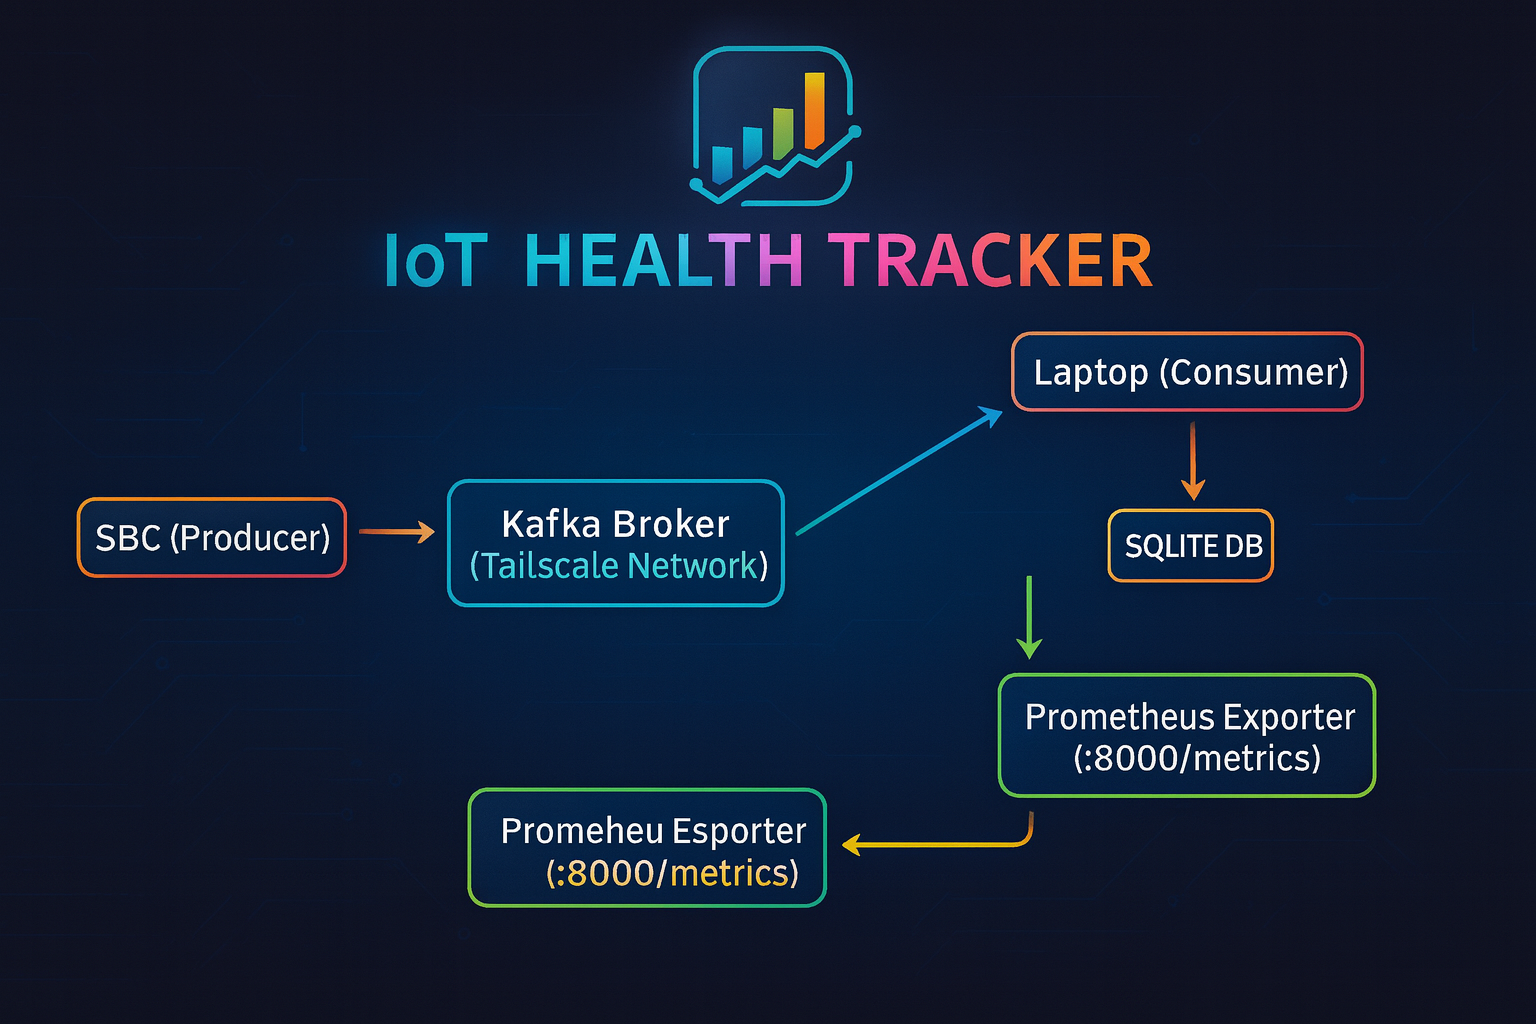 IoT HEALTH TRACKER
Laptop (Consumer)
SBC (Producer)
Kafka Broker
(Tailscale Network)
SQLITE DB
Prometheus Exporter
(:8000/metrics)
Promeheu Esporter
(:8000/metrics)